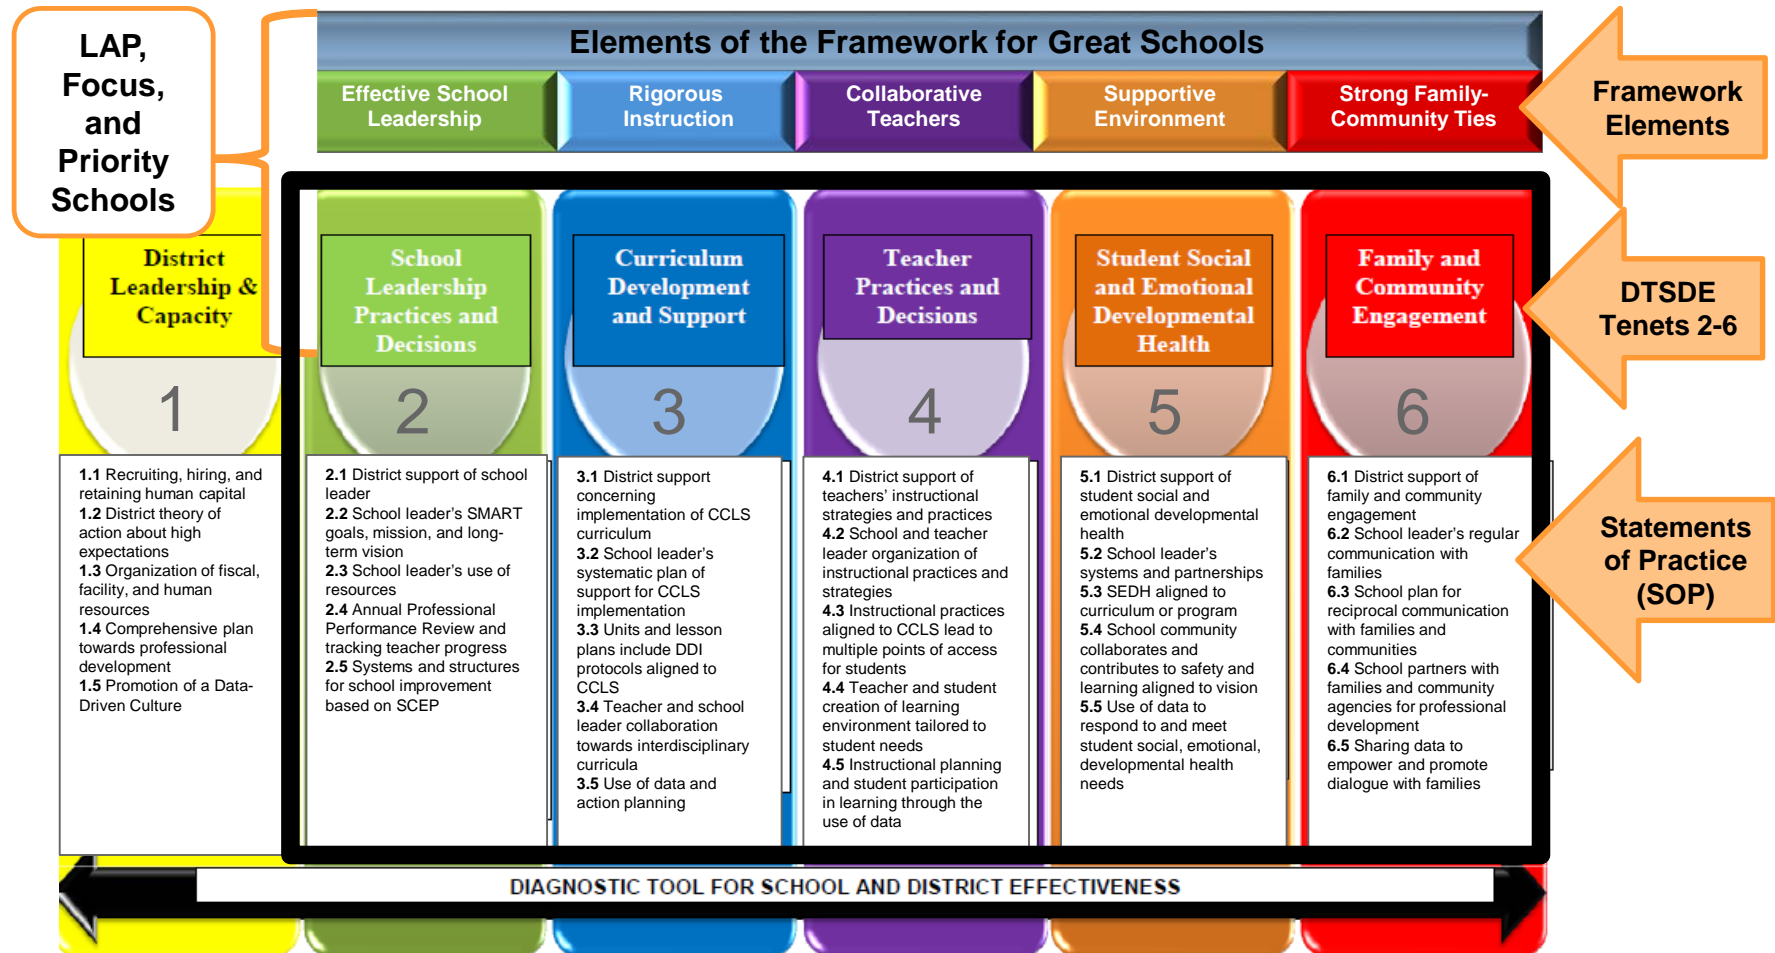 LAP,
Focus,
and
Priority
Schools
Elements of the Framework for Great Schools
Effective School
Leadership
Rigorous
Instruction
Collaborative
Teachers
Supportive
Environment
Strong Family-
Community Ties
Framework
Elements
District
Leadership &
Capacity
School
Leadership
Practices and
Decisions
Curriculum
Development
and Support
Teacher
Practices and
Decisions
Student Social
and Emotional
Developmental
Health
Family and
Community
Engagement
DTSDE
Tenets 2-6
1
2
3
4
5
6
1.1 Recruiting, hiring, and
retaining human capital
1.2 District theory of
action about high
expectations
1.3 Organization of fiscal,
facility, and human
resources
1.4 Comprehensive plan
towards professional
development
1.5 Promotion of a Data-
Driven Culture
2.1 District support of school
leader
2.2 School leader’s SMART
goals, mission, and long-
term vision
2.3 School leader’s use of
resources
2.4 Annual Professional
Performance Review and
tracking teacher progress
2.5 Systems and structures
for school improvement
based on SCEP
3.1 District support
concerning
implementation of CCLS
curriculum
3.2 School leader’s
systematic plan of
support for CCLS
implementation
3.3 Units and lesson
plans include DDI
protocols aligned to
CCLS
3.4 Teacher and school
leader collaboration
towards interdisciplinary
curricula
3.5 Use of data and
action planning
4.1 District support of
teachers’ instructional
strategies and practices
4.2 School and teacher
leader organization of
instructional practices and
strategies
4.3 Instructional practices
aligned to CCLS lead to
multiple points of access
for students
4.4 Teacher and student
creation of learning
environment tailored to
student needs
4.5 Instructional planning
and student participation
in learning through the
use of data
5.1 District support of
student social and
emotional developmental
health
5.2 School leader’s
systems and partnerships
5.3 SEDH aligned to
curriculum or program
5.4 School community
collaborates and
contributes to safety and
learning aligned to vision
5.5 Use of data to
respond to and meet
student social, emotional,
developmental health
needs
6.1 District support of
family and community
engagement
6.2 School leader’s regular
communication with
families
6.3 School plan for
reciprocal communication
with families and
communities
6.4 School partners with
families and community
agencies for professional
development
6.5 Sharing data to
empower and promote
dialogue with families
Statements
of Practice
(SOP)
DIAGNOSTIC TOOL FOR SCHOOL AND DISTRICT EFFECTIVENESS